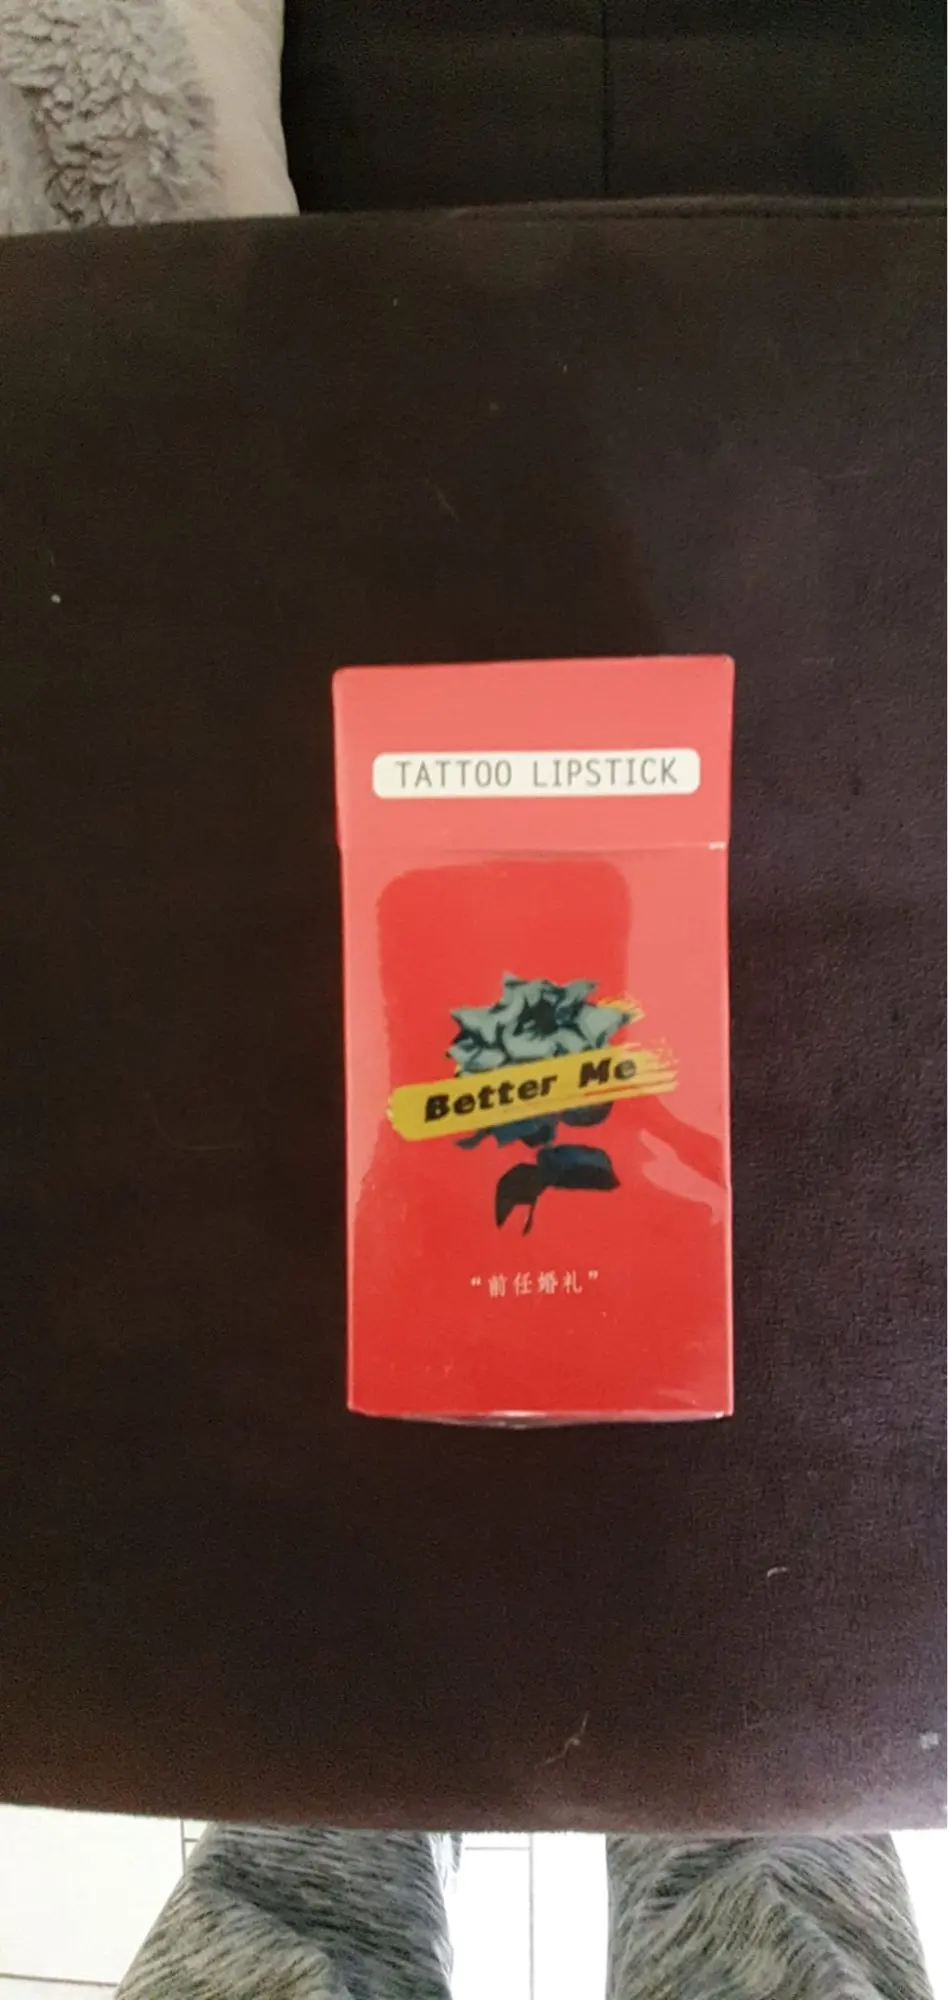 TATTOO LIPSTICK
Better Me
“前任婚礼”